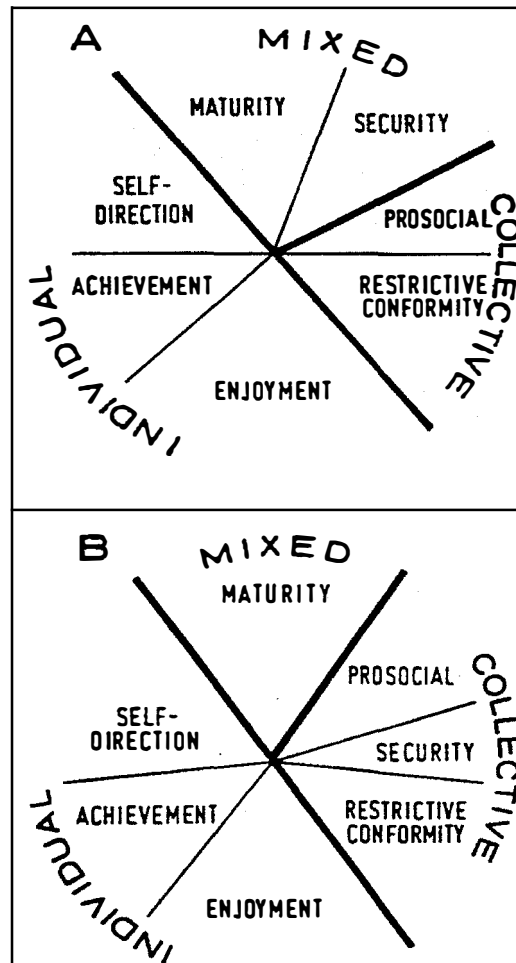 A
MIXED
MATURITY
SECURITY
SELF-
DIRECTION
PROSOCIAL
COLLECTIVE
ACHIEVEMENT
RESTRICTIVE
CONFORMITY
INDIVIDUAL
ENJOYMENT
B
MIXED
MATURITY
PROSOCIAL
COLLECTIVE
SELF-
DIRECTION
SECURITY
ACHIEVEMENT
RESTRICTIVE
CONFORMITY
INDIVIDUAL
ENJOYMENT